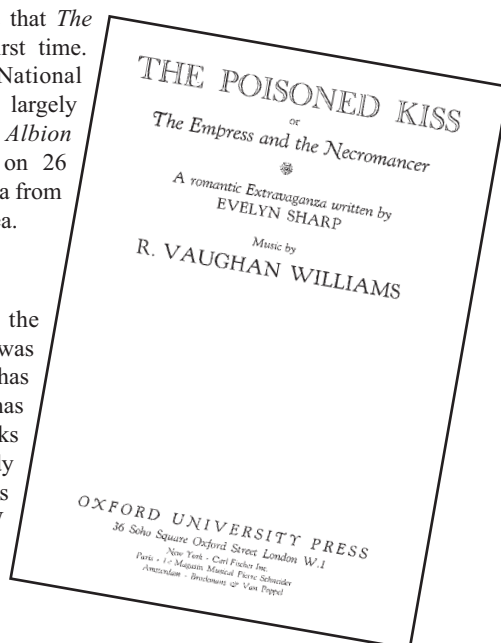 that The
rst time.
National
largely
Albion
on 26
a from
ea.
the
was
has
has
ks
ly
s
THE POISONED KISS
or
The Empress and the Necromancer
A romantic Extravaganza written by
EVELYN SHARP
Music by
R. VAUGHAN WILLIAMS
OXFORD UNIVERSITY PRESS
36 Soho Square Oxford Street London W.1
New York · Carl Fischer Inc.
Paris · Le Magasin Musical Pierre Schneider
Amsterdam · Broekmans & Van Poppel